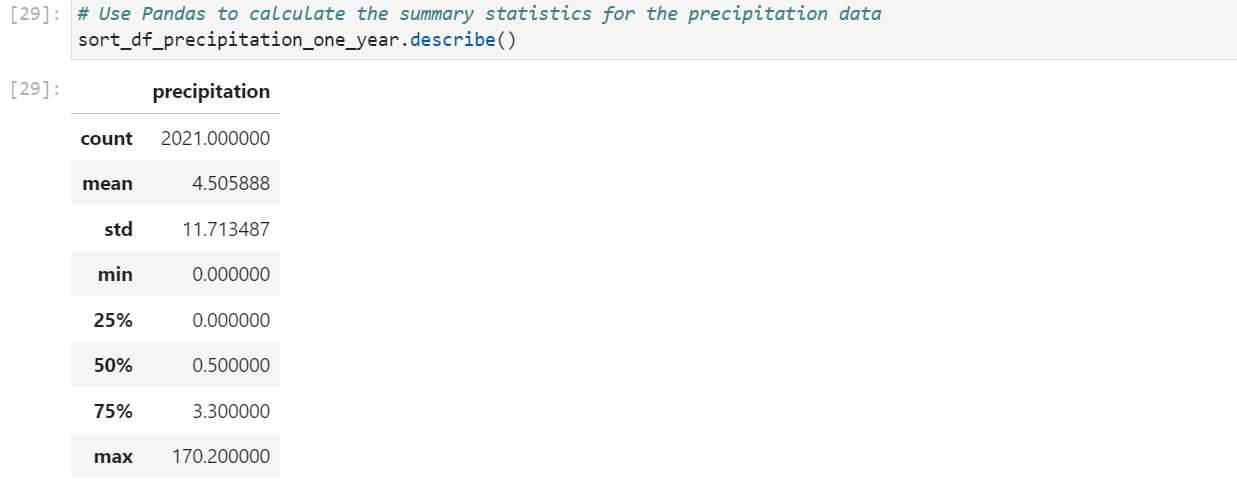 [29]: # Use Pandas to calculate the summary statistics for the precipitation data
sort_df_precipitation_one_year.describe()
[29]:
precipitation
count 2021.000000
mean 4.505888
std 11.713487
min 0.000000
25% 0.000000
50% 0.500000
75% 3.300000
max 170.200000